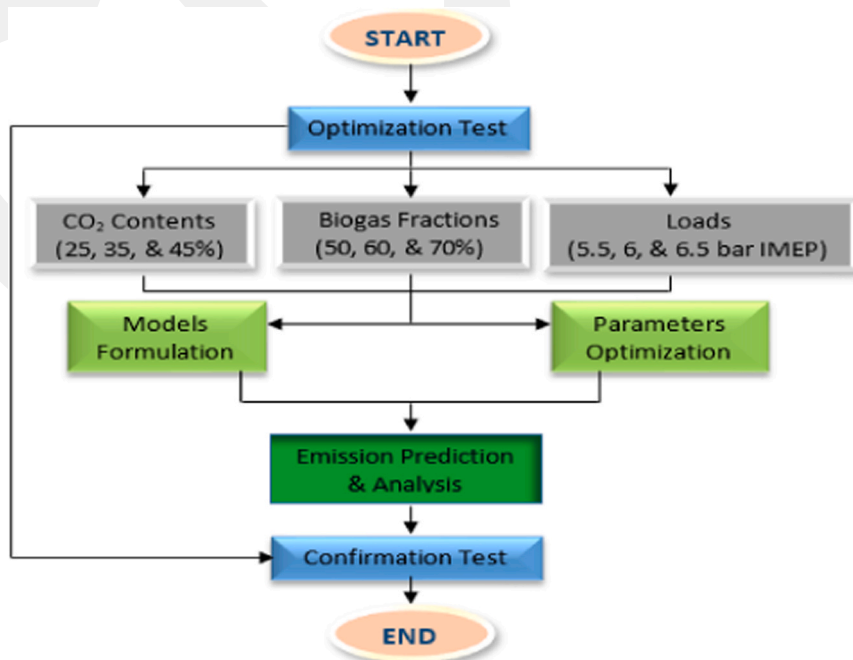 START
Optimization Test
CO₂ Contents
(25, 35, & 45%)
Biogas Fractions
(50, 60, & 70%)
Loads
(5.5, 6, & 6.5 bar IMEP)
Models
Formulation
Parameters
Optimization
Emission Prediction
& Analysis
Confirmation Test
END